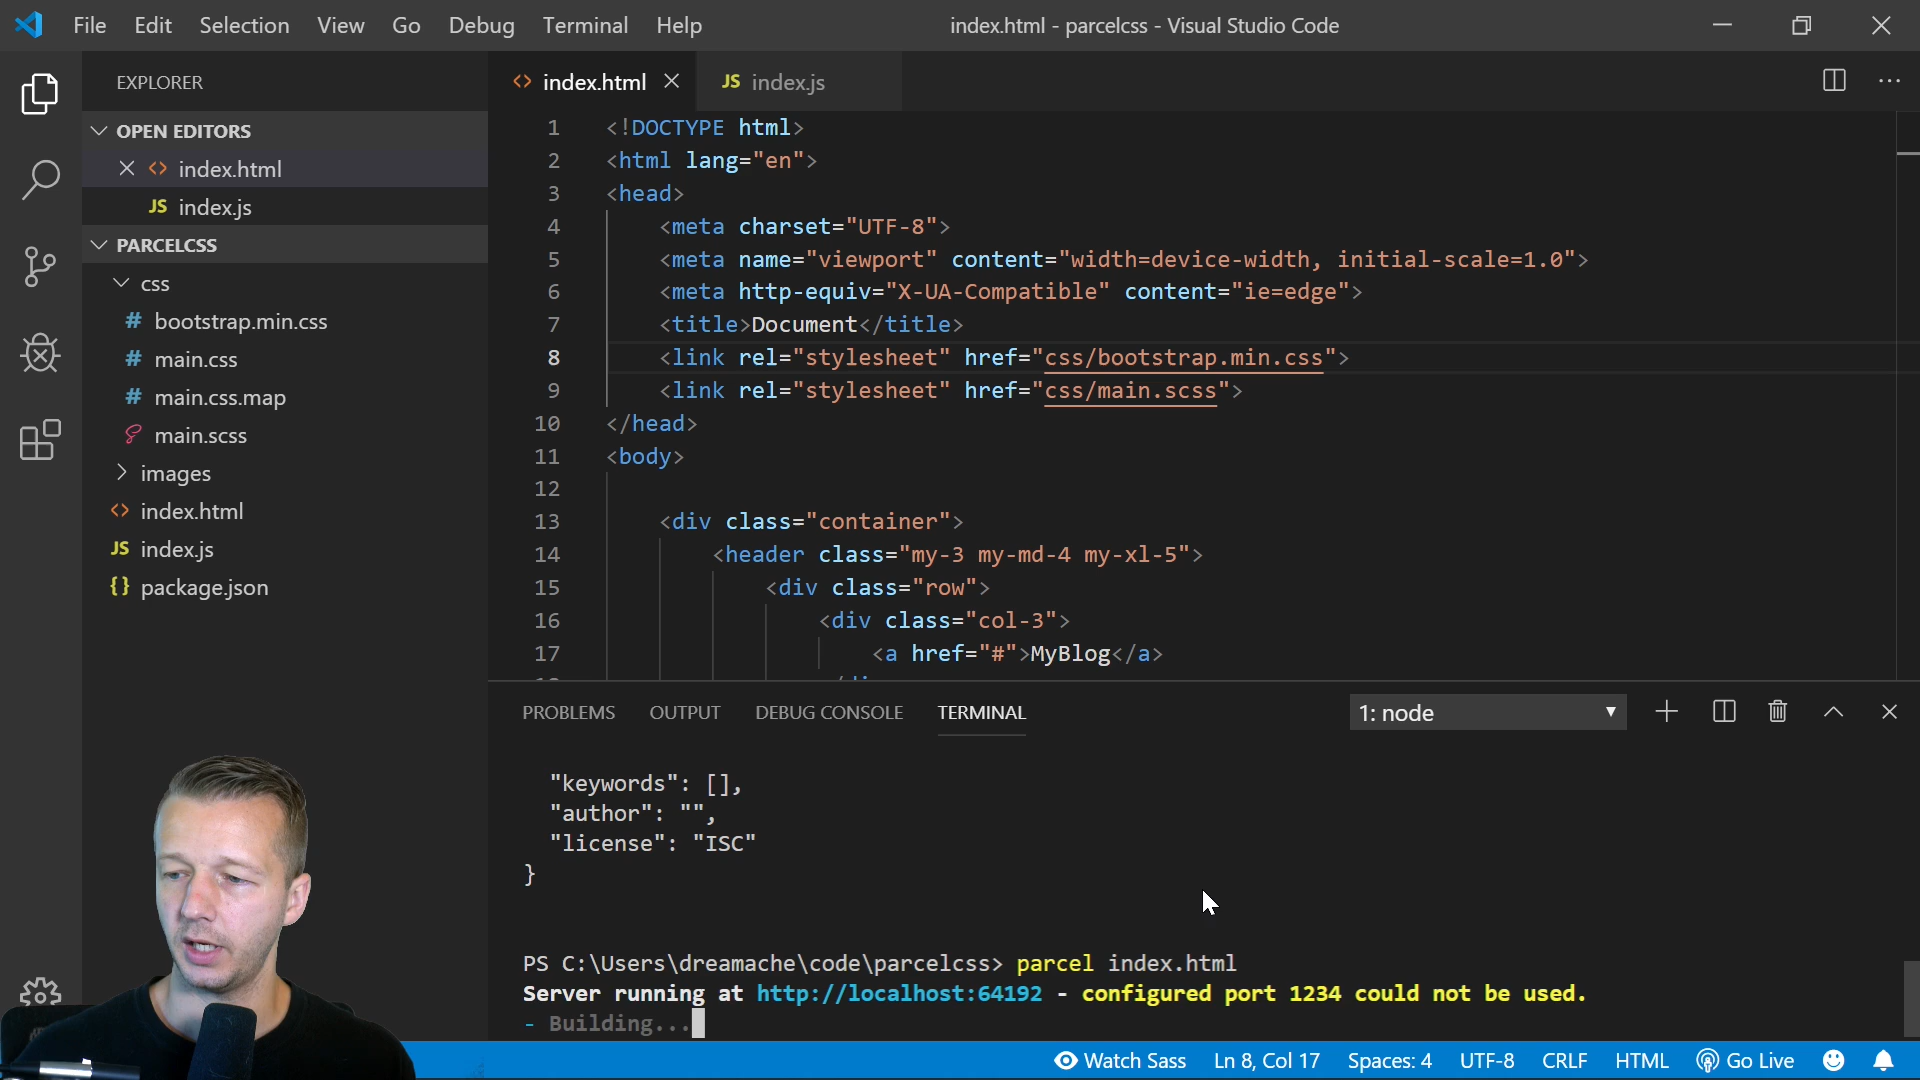 File Edit Selection View Go Debug Terminal Help index.html - parcelcss - Visual Studio Code
EXPLORER
OPEN EDITORS
index.html
JS index.js
PARCELCSS
css
# bootstrap.min.css
# main.css
# main.css.map
main.scss
images
<> index.html
JS index.js
{} package.json
<> index.html JS index.js
1 <!DOCTYPE html>
2 <html lang="en">
3 <head>
4 <meta charset="UTF-8">
5 <meta name="viewport" content="width=device-width, initial-scale=1.0">
6 <meta http-equiv="X-UA-Compatible" content="ie=edge">
7 <title>Document</title>
8 <link rel="stylesheet" href="css/bootstrap.min.css">
9 <link rel="stylesheet" href="css/main.scss">
10 </head>
11 <body>
12
13 <div class="container">
14 <header class="my-3 my-md-4 my-xl-5">
15 <div class="row">
16 <div class="col-3">
17 <a href="#">MyBlog</a>
PROBLEMS OUTPUT DEBUG CONSOLE TERMINAL 1: node
"keywords": [],
"author": "",
"license": "ISC"
}
PS C:\Users\dreamache\code\parcelcss> parcel index.html
Server running at http://localhost:64192 - configured port 1234 could not be used.
- Building...
Watch Sass Ln 8, Col 17 Spaces: 4 UTF-8 CRLF HTML Go Live